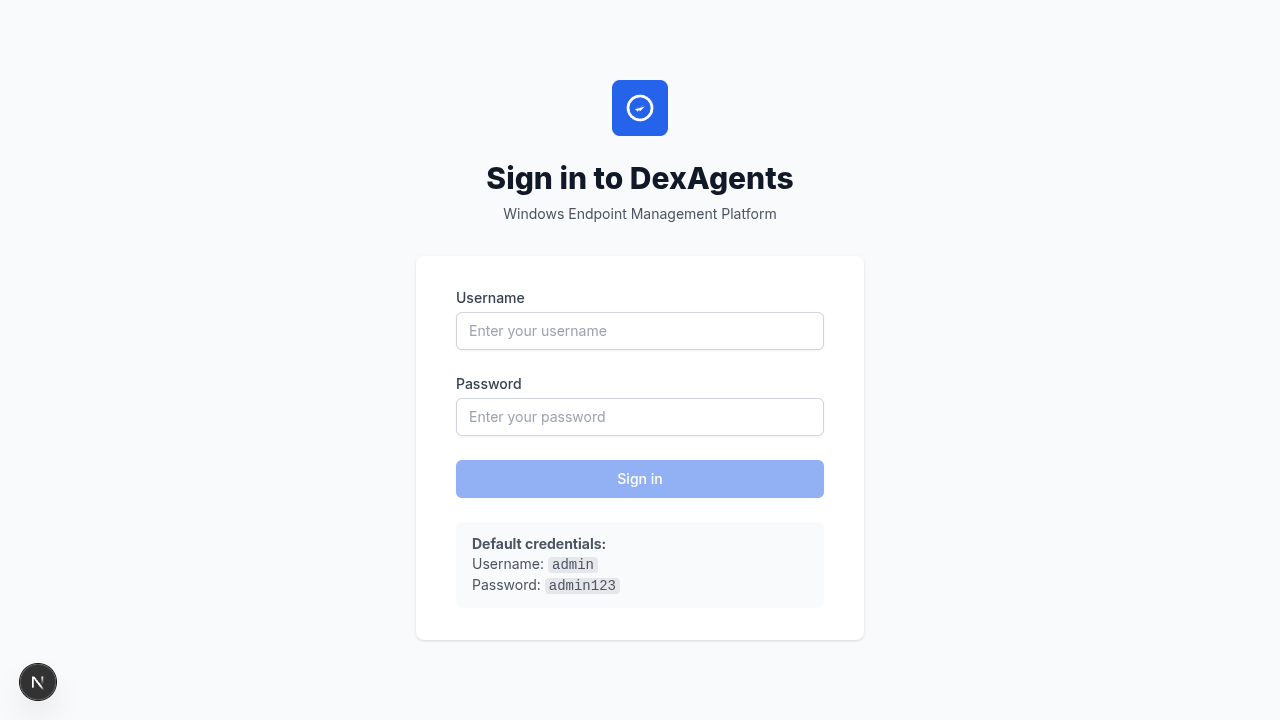 Sign in to DexAgents
Windows Endpoint Management Platform
Username
Enter your username
Password
Enter your password
Sign in
Default credentials:
Username: admin
Password: admin123
N